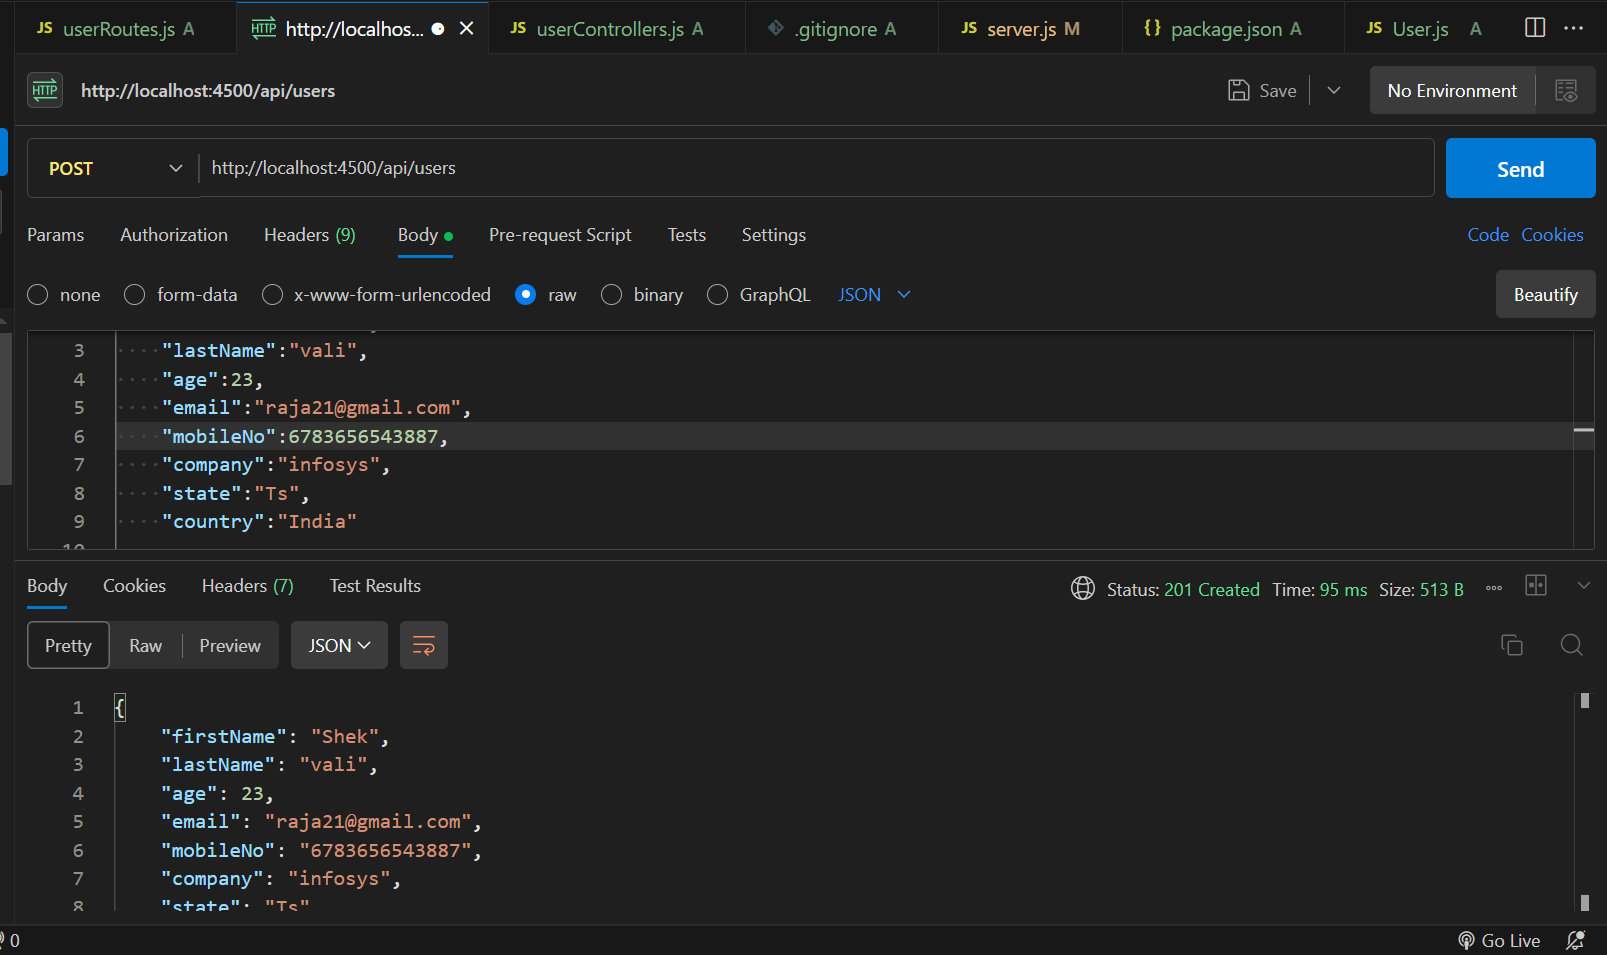 JS userRoutes.js A
HTTP http://localhos...
JS userControllers.js A
.gitignore A
JS server.js M
{} package.json A
JS User.js A
HTTP http://localhost:4500/api/users
Save
No Environment
POST
http://localhost:4500/api/users
Send
Params Authorization Headers (9) Body Pre-request Script Tests Settings
Code Cookies
none form-data x-www-form-urlencoded raw binary GraphQL JSON
Beautify
3 "lastName":"vali",
4 "age":23,
5 "email":"raja21@gmail.com",
6 "mobileNo":6783656543887,
7 "company":"infosys",
8 "state":"Ts",
9 "country":"India"
10
Body Cookies Headers (7) Test Results
Status: 201 Created Time: 95 ms Size: 513 B
Pretty Raw Preview JSON
1 {
2 "firstName": "Shek",
3 "lastName": "vali",
4 "age": 23,
5 "email": "raja21@gmail.com",
6 "mobileNo": "6783656543887",
7 "company": "infosys",
8 "state": "Ts"
0
Go Live